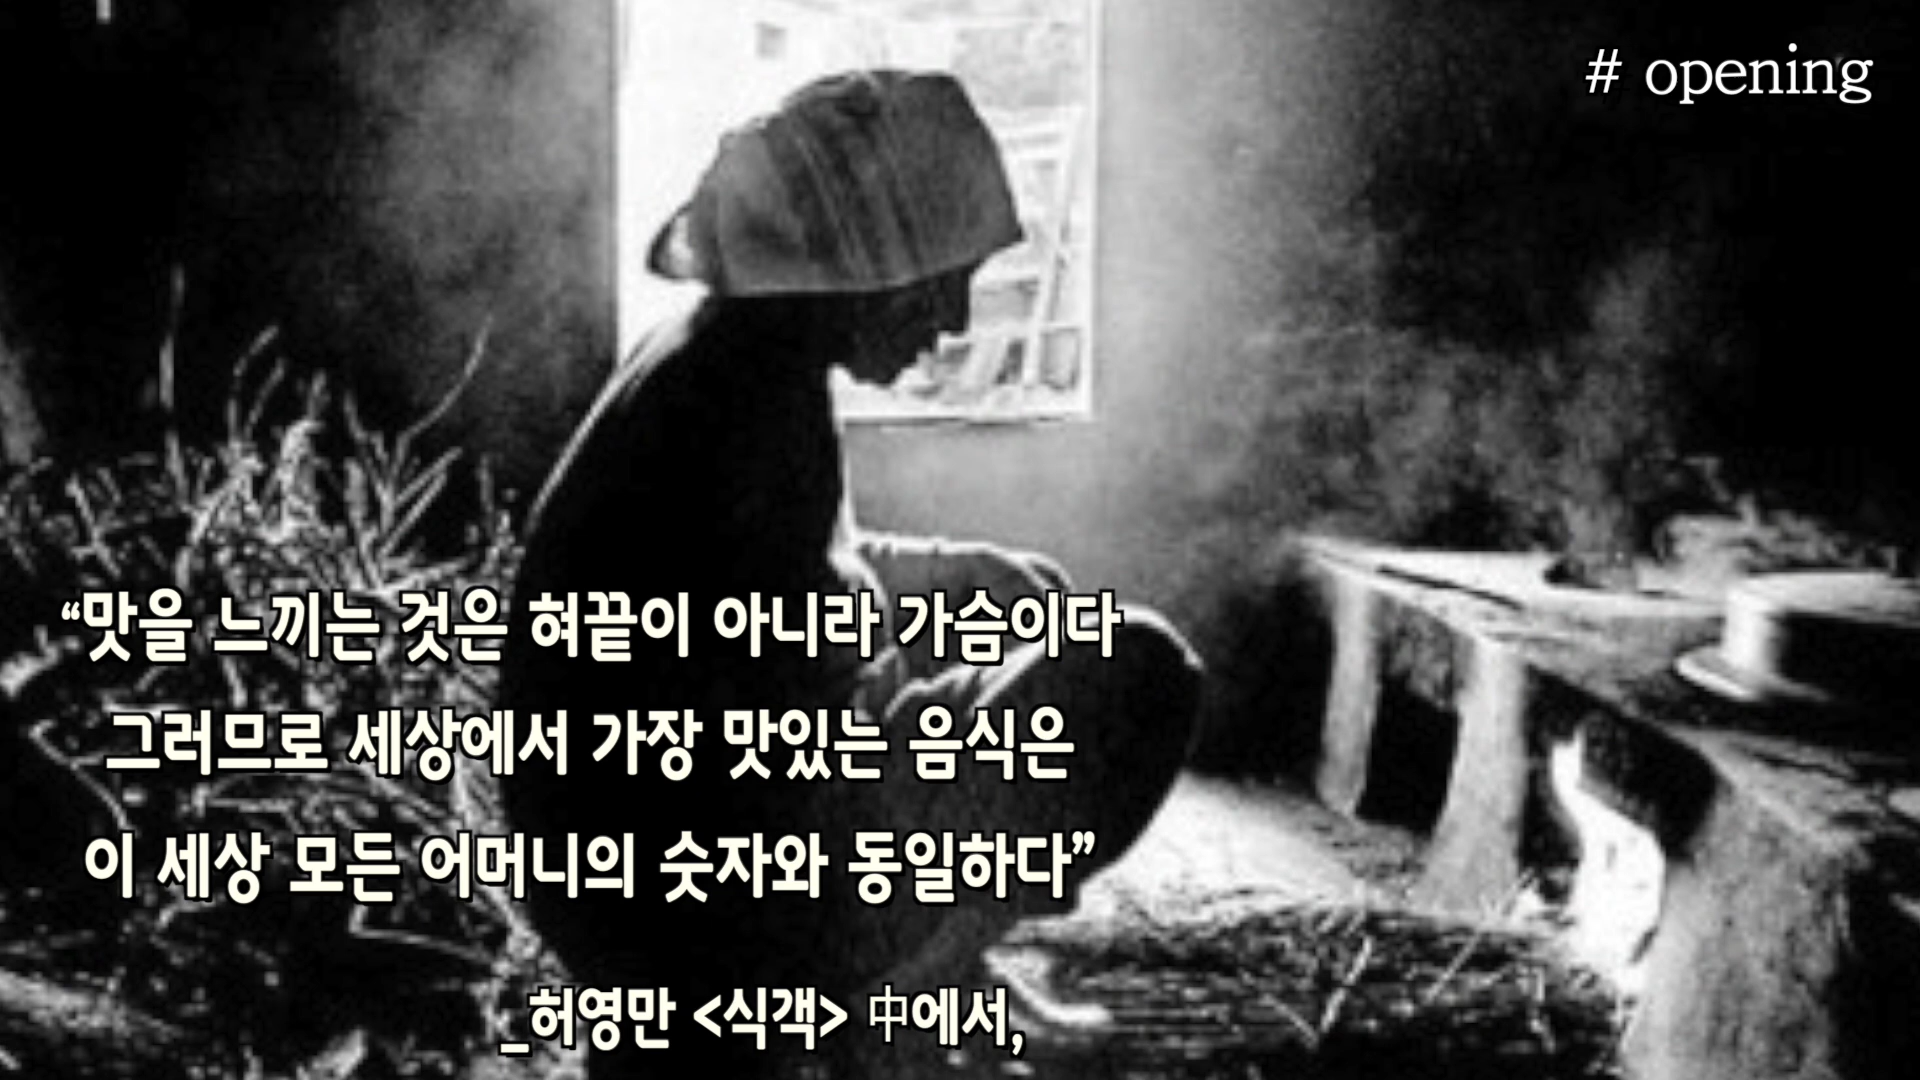 # opening
“맛을 느끼는 것은 혀끝이 아니라 가슴이다
그러므로 세상에서 가장 맛있는 음식은
이 세상 모든 어머니의 숫자와 동일하다”
_허영만 <식객> 中에서,